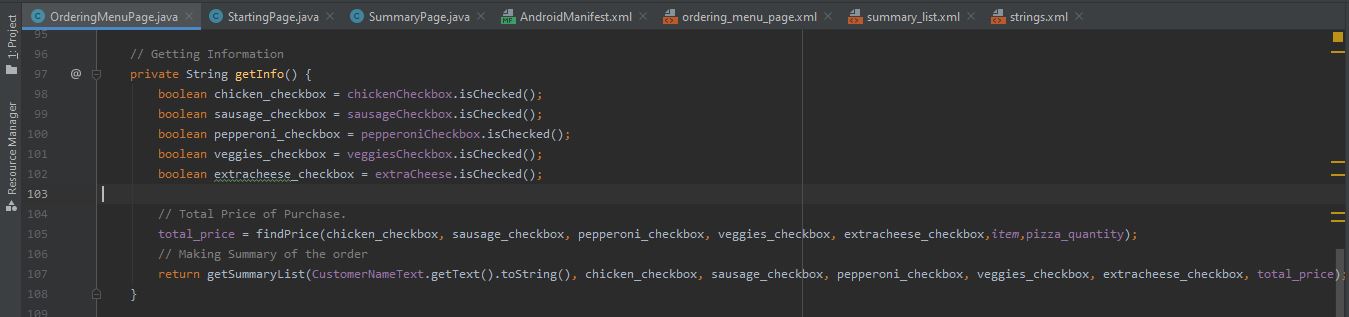 OrderingMenuPage.java StartingPage.java SummaryPage.java AndroidManifest.xml ordering_menu_page.xml summary_list.xml strings.xml
1: Project
Resource Manager
95
96 // Getting Information
97 @ private String getInfo() {
98 boolean chicken_checkbox = chickenCheckbox.isChecked();
99 boolean sausage_checkbox = sausageCheckbox.isChecked();
100 boolean pepperoni_checkbox = pepperoniCheckbox.isChecked();
101 boolean veggies_checkbox = veggiesCheckbox.isChecked();
102 boolean extracheese_checkbox = extraCheese.isChecked();
103
104 // Total Price of Purchase.
105 total_price = findPrice(chicken_checkbox, sausage_checkbox, pepperoni_checkbox, veggies_checkbox, extracheese_checkbox,item,pizza_quantity);
106 // Making Summary of the order
107 return getSummaryList(CustomerNameText.getText().toString(), chicken_checkbox, sausage_checkbox, pepperoni_checkbox, veggies_checkbox, extracheese_checkbox, total_price);
108 }
109